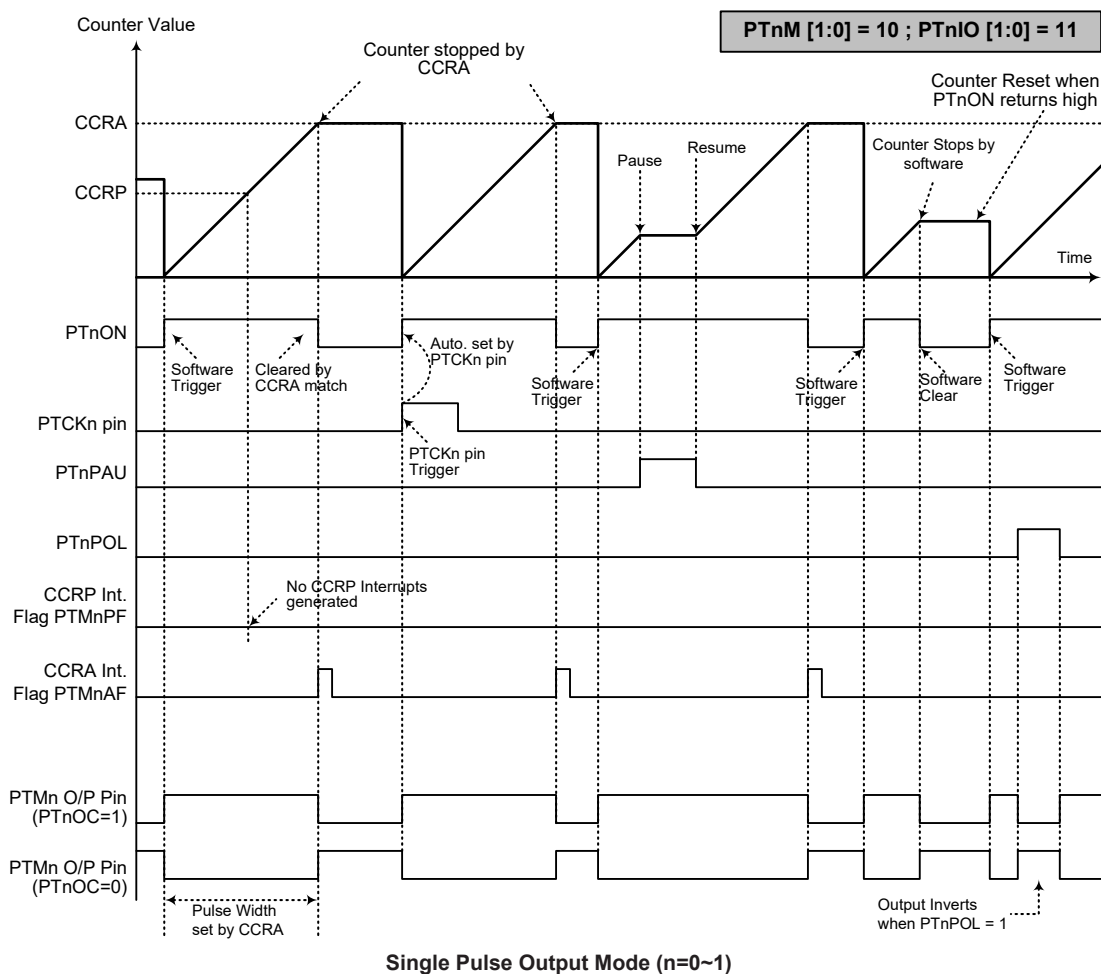 Counter Value
PTnM [1:0] = 10 ; PTnIO [1:0] = 11
Counter stopped by
CCRA
Counter Reset when
PTnON returns high
CCRA
Pause
Resume
Counter Stops by
software
CCRP
Time
PTnON
Software
Trigger
Cleared by
CCRA match
Auto. set by
PTCKn pin
Software
Trigger
Software
Trigger
Software
Clear
Software
Trigger
PTCKn pin
PTCKn pin
Trigger
PTnPAU
PTnPOL
CCRP Int.
Flag PTMnPF
No CCRP Interrupts
generated
CCRA Int.
Flag PTMnAF
PTMn O/P Pin
(PTnOC=1)
PTMn O/P Pin
(PTnOC=0)
Pulse Width
set by CCRA
Output Inverts
when PTnPOL = 1
Single Pulse Output Mode (n=0~1)